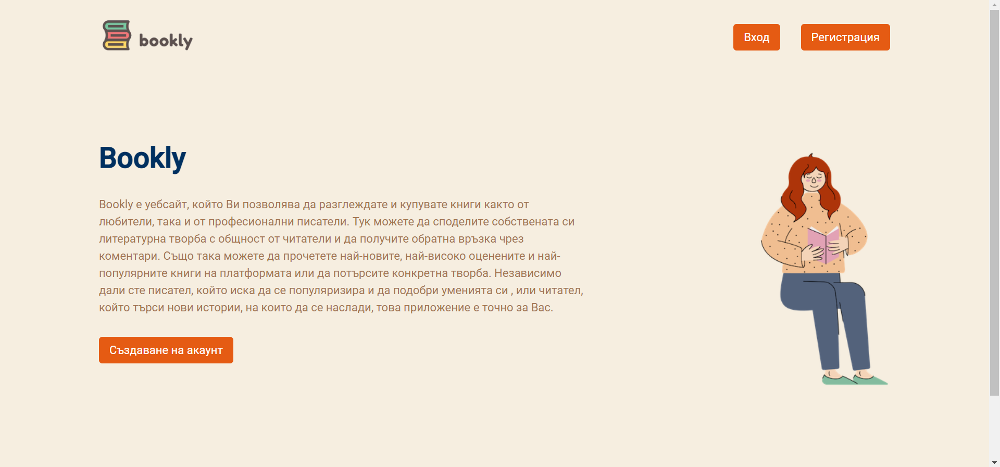 bookly
Вход
Регистрация
Bookly
Bookly е уебсайт, който Ви позволява да разглеждате и купувате книги както от
любители, така и от професионални писатели. Тук можете да споделите собствената си
литературна творба с общност от читатели и да получите обратна връзка чрез
коментари. Също така можете да прочетете най-новите, най-високо оценените и най-
популярните книги на платформата или да потърсите конкретна творба. Независимо
дали сте писател, който иска да се популяризира и да подобри уменията си , или читател,
който търси нови истории, на които да се наслади, това приложение е точно за Вас.
Създаване на акаунт